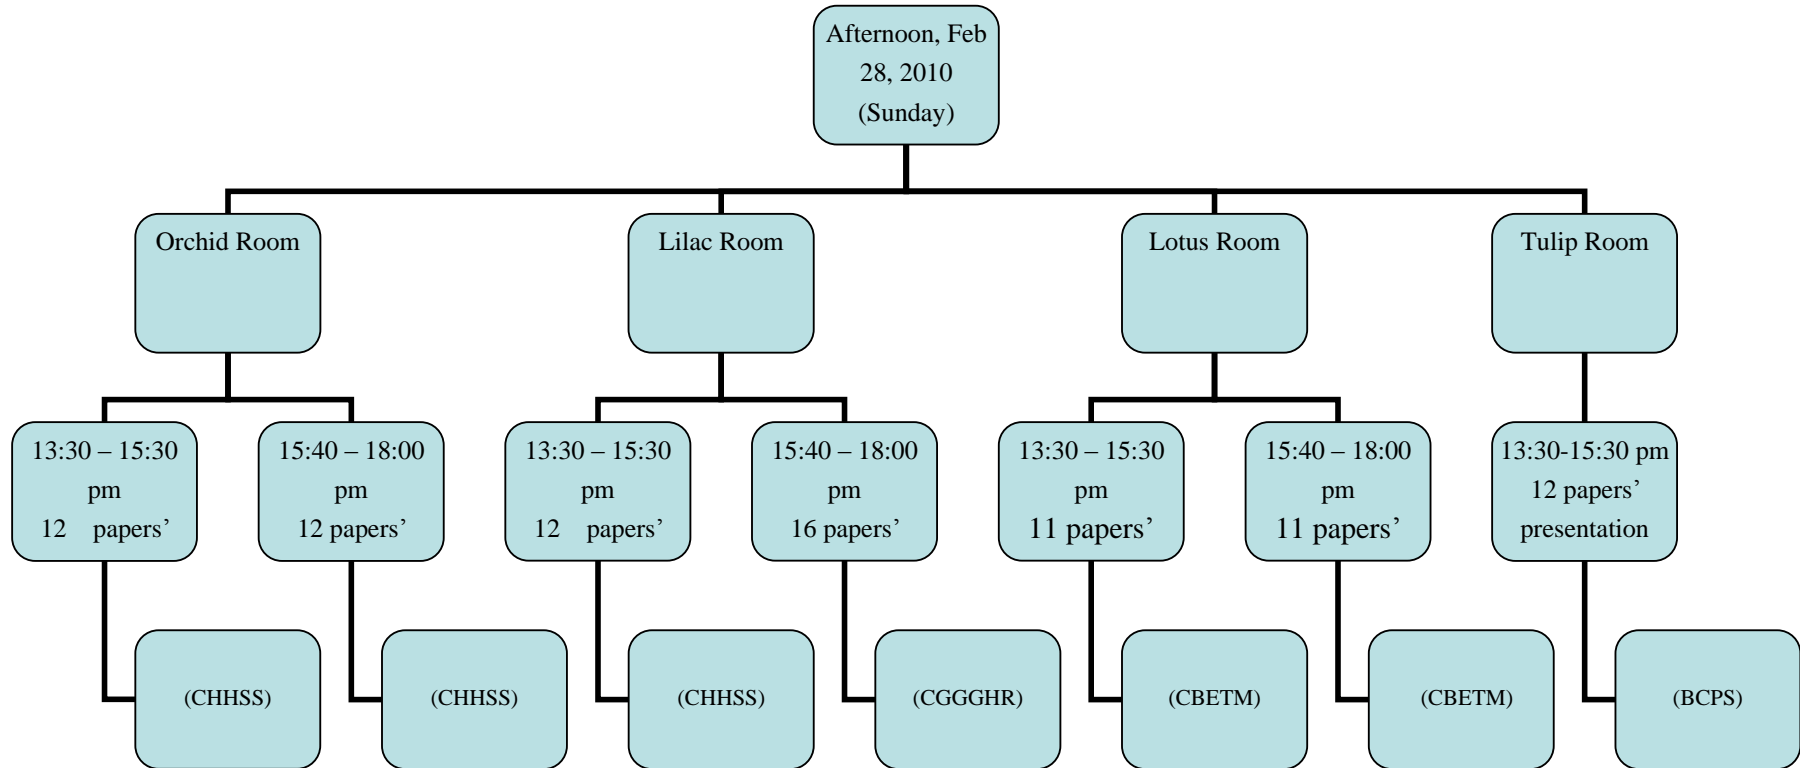 Afternoon, Feb
28, 2010
(Sunday)
Orchid Room
Lilac Room
Lotus Room
Tulip Room
13:30 – 15:30
pm
12 papers’
15:40 – 18:00
pm
12 papers’
13:30 – 15:30
pm
12 papers’
15:40 – 18:00
pm
16 papers’
13:30 – 15:30
pm
11 papers’
15:40 – 18:00
pm
11 papers’
13:30-15:30 pm
12 papers’
presentation
(CHHSS)
(CHHSS)
(CHHSS)
(CGGGHR)
(CBETM)
(CBETM)
(BCPS)